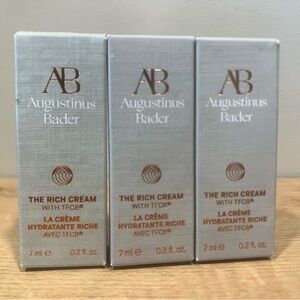 AB
Augustinus
Bader
THE RICH CREAM
WITH TFC8®
LA CRÈME
HYDRATANTE RICHE
AVEC TFC8®
7 ml ℮ 0.2 fl. oz.
AB
Augustinus
Bader
THE RICH CREAM
WITH TFC8®
LA CRÈME
HYDRATANTE RICHE
AVEC TFC8®
7 ml ℮ 0.2 fl. oz.
AB
Augustinus
Bader
THE RICH CREAM
WITH TFC8®
LA CRÈME
HYDRATANTE RICHE
AVEC TFC8®
7 ml ℮ 0.2 fl. oz.